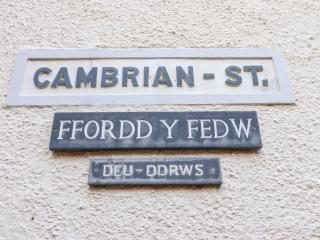 CAMBRIAN - ST.
FFORDD Y FEDW
DEU-DDRWS